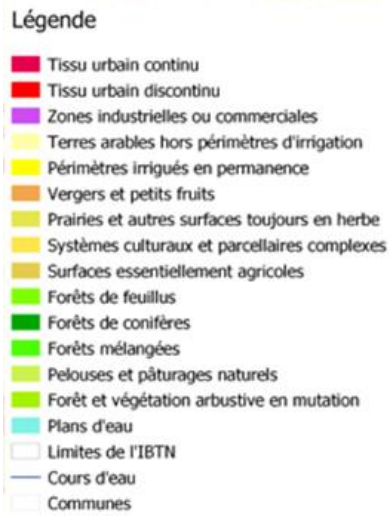 Légende
Tissu urbain continu
Tissu urbain discontinu
Zones industrielles ou commerciales
Terres arables hors périmètres d'irrigation
Périmètres irrigués en permanence
Vergers et petits fruits
Prairies et autres surfaces toujours en herbe
Systèmes culturaux et parcellaires complexes
Surfaces essentiellement agricoles
Forêts de feuillus
Forêts de conifères
Forêts mélangées
Pelouses et pâturages naturels
Forêt et végétation arbustive en mutation
Plans d'eau
Limites de l'IBTN
Cours d'eau
Communes